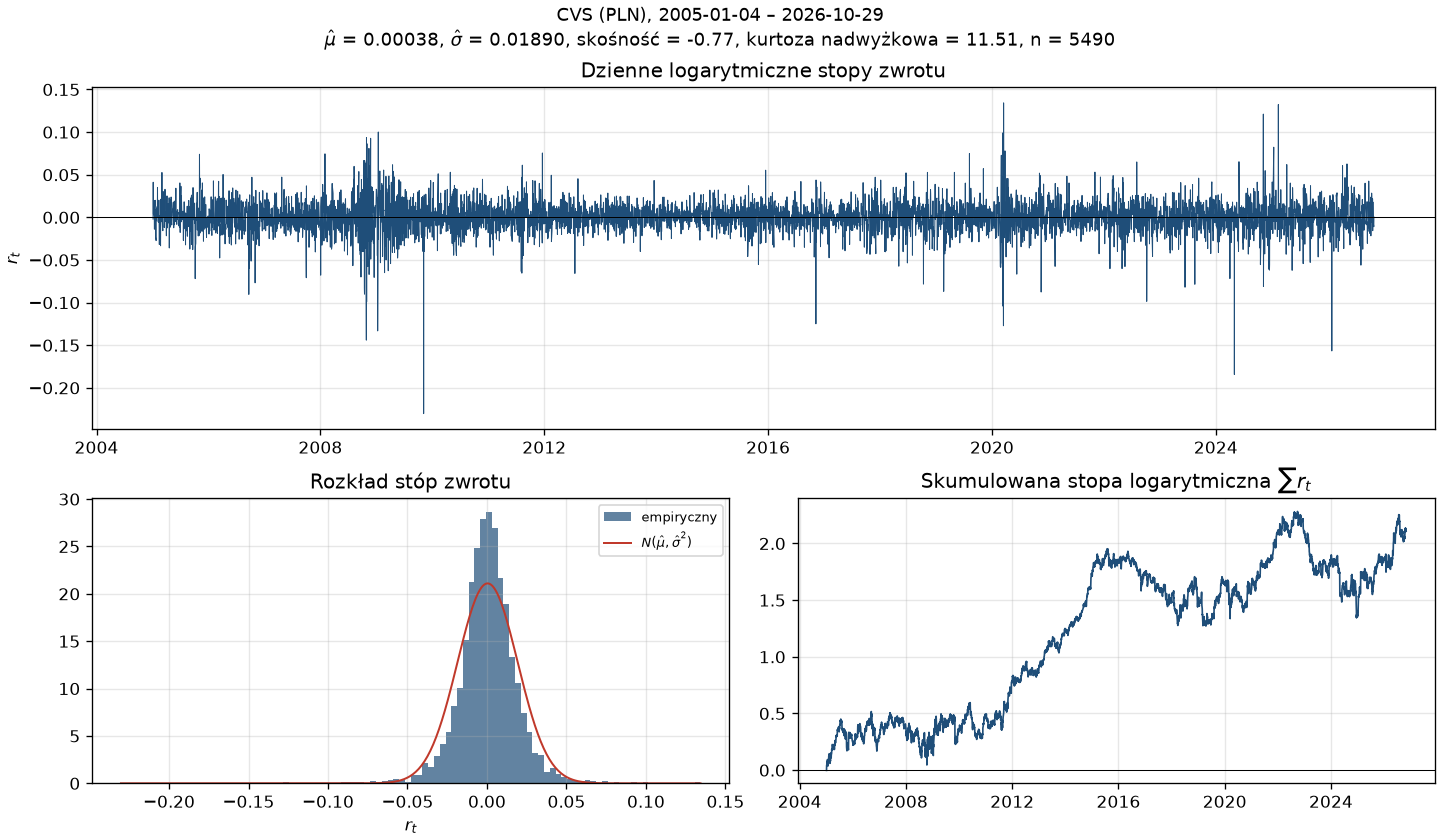 CVS (PLN), 2005-01-04 – 2026-10-29
μ̂ = 0.00038, σ̂ = 0.01890, skośność = -0.77, kurtoza nadwyżkowa = 11.51, n = 5490
Dzienne logarytmiczne stopy zwrotu
0.15
0.10
0.05
0.00
−0.05
−0.10
−0.15
−0.20
r_t
2004 2008 2012 2016 2020 2024
Rozkład stóp zwrotu
30
25
20
15
10
5
0
empiryczny
N(μ̂, σ̂²)
−0.20 −0.15 −0.10 −0.05 0.00 0.05 0.10 0.15
r_t
Skumulowana stopa logarytmiczna ∑r_t
2.0
1.5
1.0
0.5
0.0
2004 2008 2012 2016 2020 2024